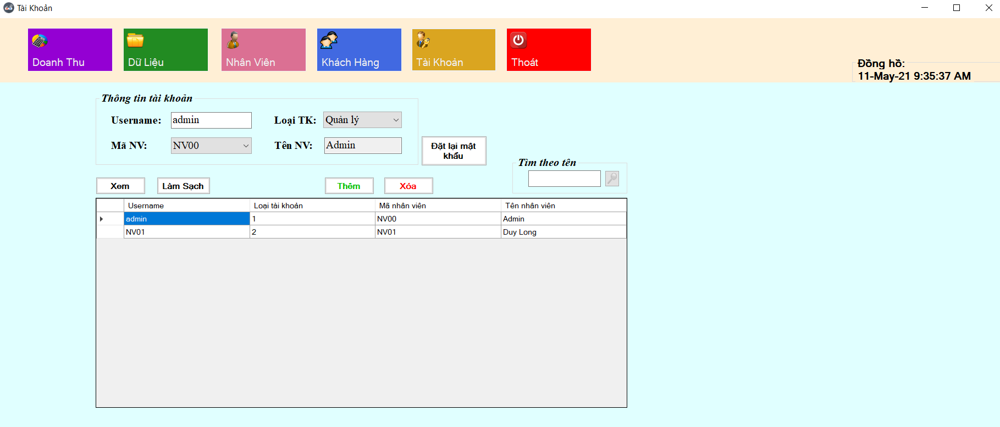 Tài Khoản
Doanh Thu
Dữ Liệu
Nhân Viên
Khách Hàng
Tài Khoản
Thoát
Đồng hồ:
11-May-21 9:35:37 AM
Thông tin tài khoản
Username: admin
Loại TK: Quản lý
Mã NV: NV00
Tên NV: Admin
Đặt lại mật
khẩu
Tìm theo tên
Xem
Làm Sạch
Thêm
Xóa
Username Loại tài khoản Mã nhân viên Tên nhân viên
admin 1 NV00 Admin
NV01 2 NV01 Duy Long